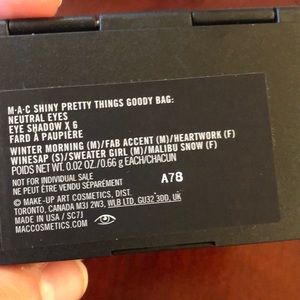 M·A·C SHINY PRETTY THINGS GOODY BAG:
NEUTRAL EYES
EYE SHADOW X 6
FARD À PAUPIÈRE
WINTER MORNING (M)/FAB ACCENT (M)/HEARTWORK (F)
WINESAP (S)/SWEATER GIRL (M)/MALIBU SNOW (F)
POIDS NET WT. 0.02 OZ./0.66 g EACH/CHACUN
NOT FOR INDIVIDUAL SALE
NE PEUT ÊTRE VENDU SÉPARÉMENT
A78
© MAKE-UP ART COSMETICS, DIST.
TORONTO, CANADA M3J 2W3, WLB LTD, GU32 3DD, UK
MADE IN USA / SC7J
MACCOSMETICS.COM